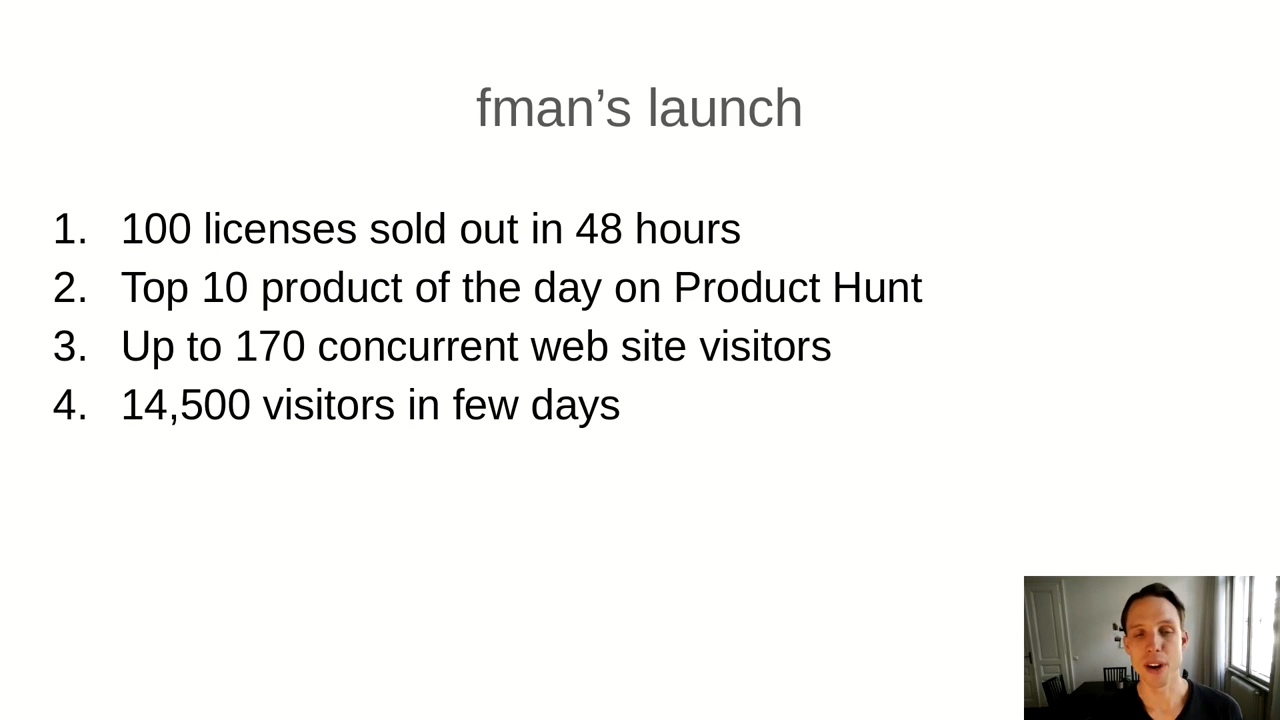 fman’s launch
1. 100 licenses sold out in 48 hours
2. Top 10 product of the day on Product Hunt
3. Up to 170 concurrent web site visitors
4. 14,500 visitors in few days